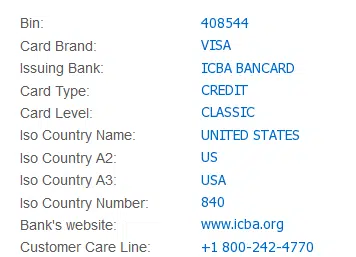 Bin: 408544
Card Brand: VISA
Issuing Bank: ICBA BANCARD
Card Type: CREDIT
Card Level: CLASSIC
Iso Country Name: UNITED STATES
Iso Country A2: US
Iso Country A3: USA
Iso Country Number: 840
Bank's website: www.icba.org
Customer Care Line: +1 800-242-4770